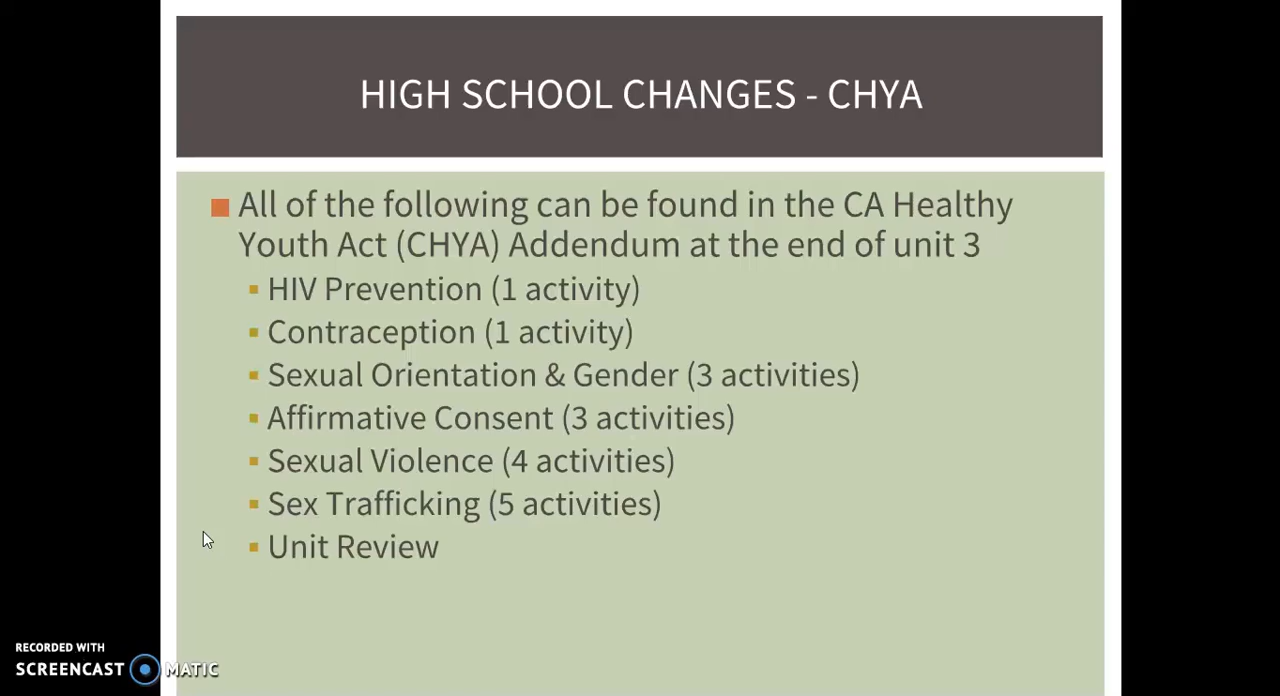 HIGH SCHOOL CHANGES - CHYA
All of the following can be found in the CA Healthy
Youth Act (CHYA) Addendum at the end of unit 3
HIV Prevention (1 activity)
Contraception (1 activity)
Sexual Orientation & Gender (3 activities)
Affirmative Consent (3 activities)
Sexual Violence (4 activities)
Sex Trafficking (5 activities)
Unit Review
RECORDED WITH
SCREENCAST MATIC